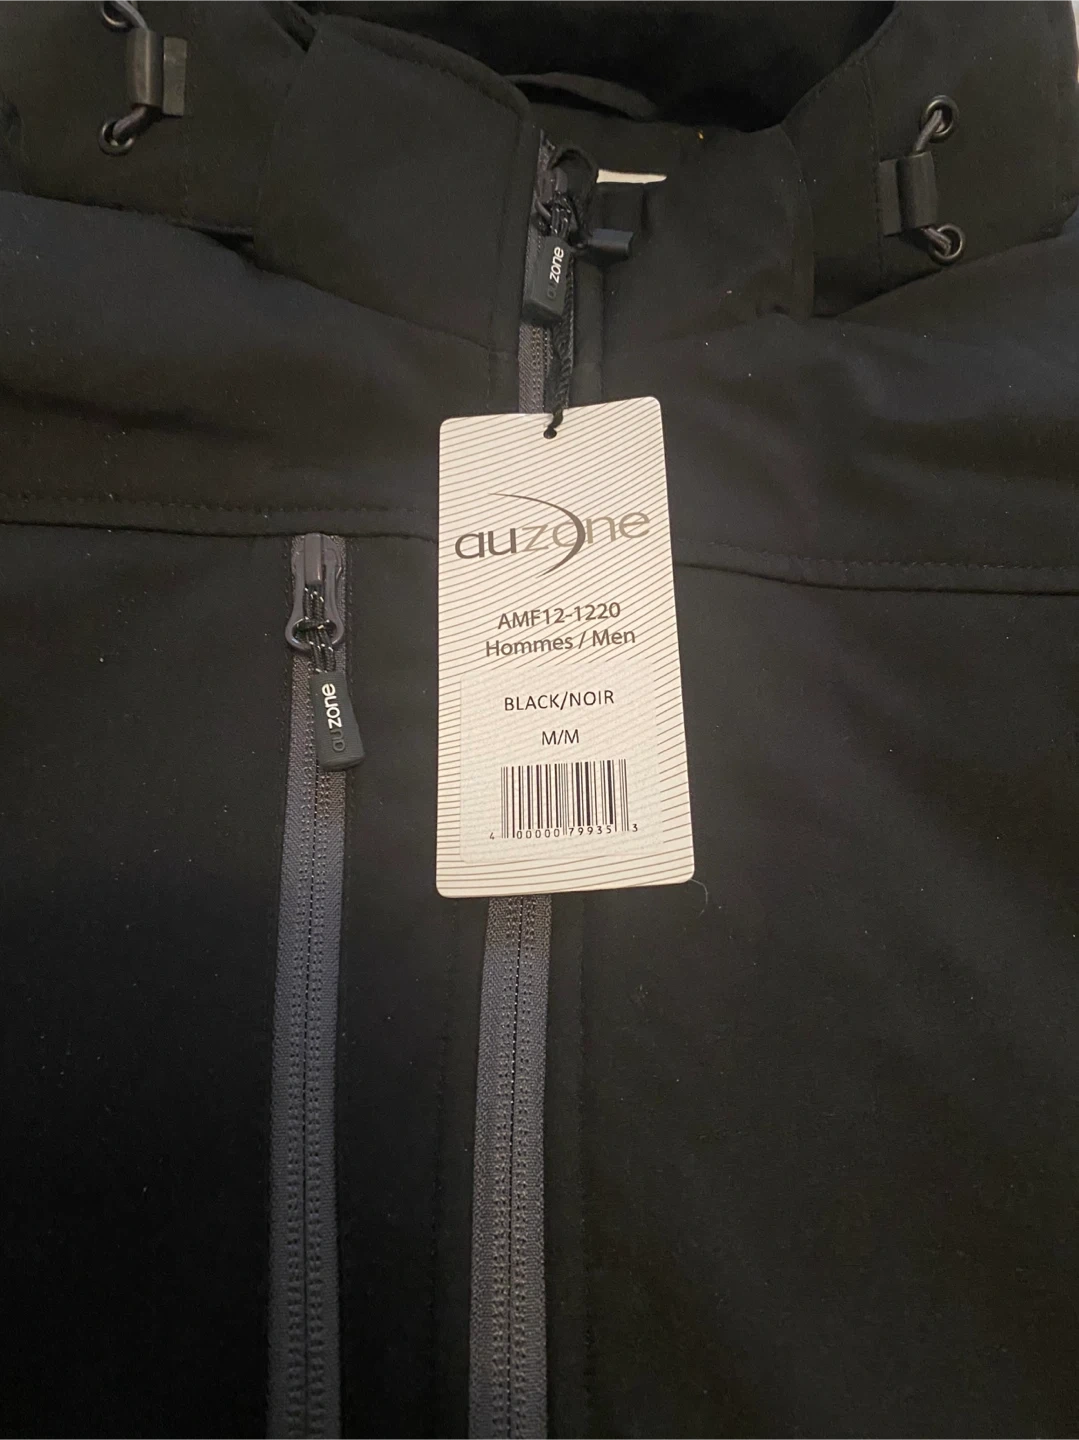 auzone
auzone
AMF12-1220
Hommes / Men
auzone
BLACK/NOIR
M/M
4 00000 79935 3